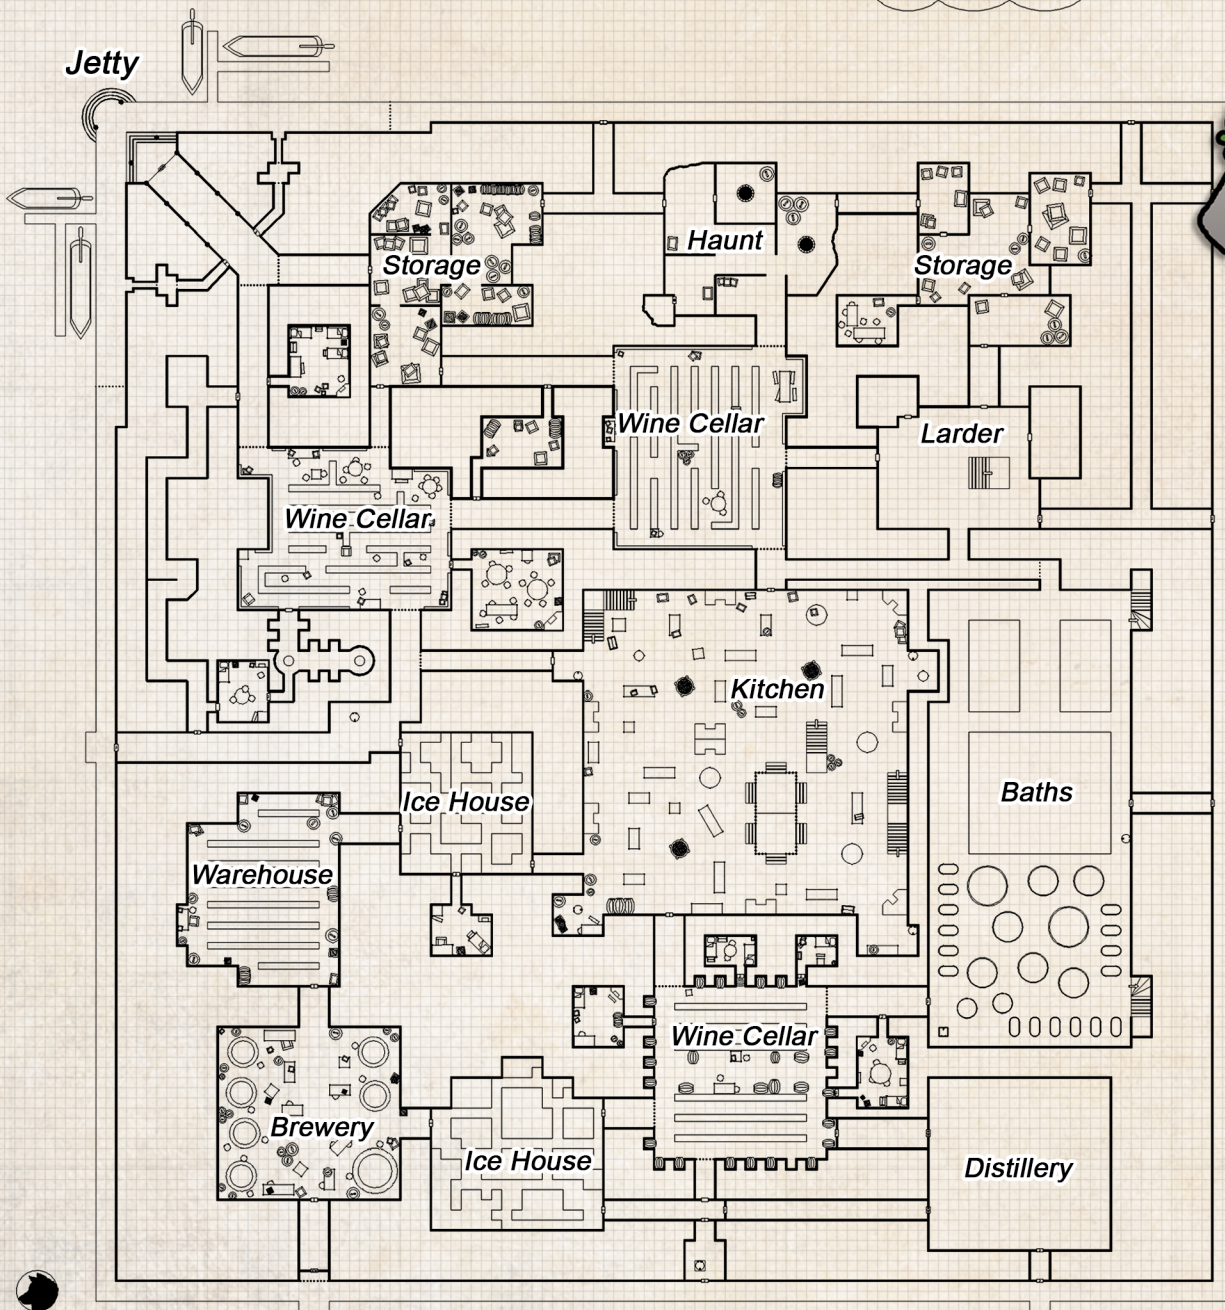 Jetty
Haunt
Storage
Storage
Wine Cellar
Larder
Wine Cellar
Kitchen
Baths
Ice House
Warehouse
Wine Cellar
Brewery
Ice House
Distillery